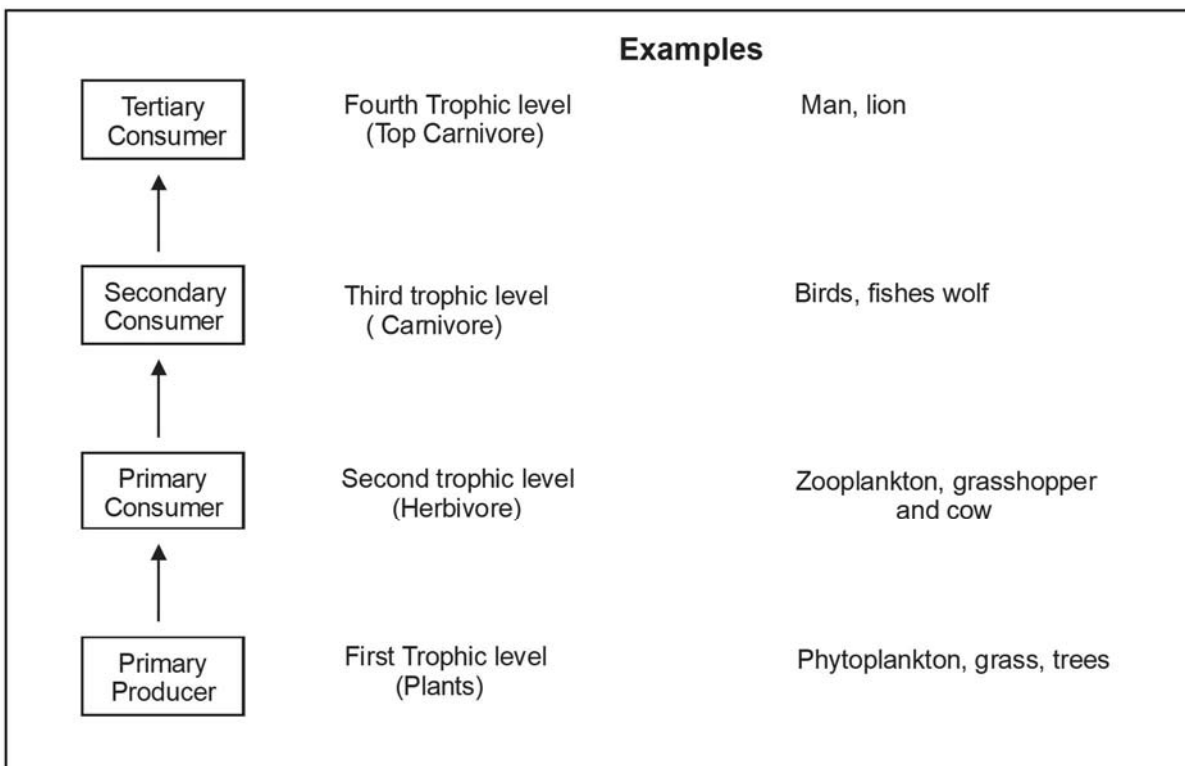 Examples
Tertiary
Consumer
Fourth Trophic level
(Top Carnivore)
Man, lion
Secondary
Consumer
Third trophic level
( Carnivore)
Birds, fishes wolf
Primary
Consumer
Second trophic level
(Herbivore)
Zooplankton, grasshopper
and cow
Primary
Producer
First Trophic level
(Plants)
Phytoplankton, grass, trees